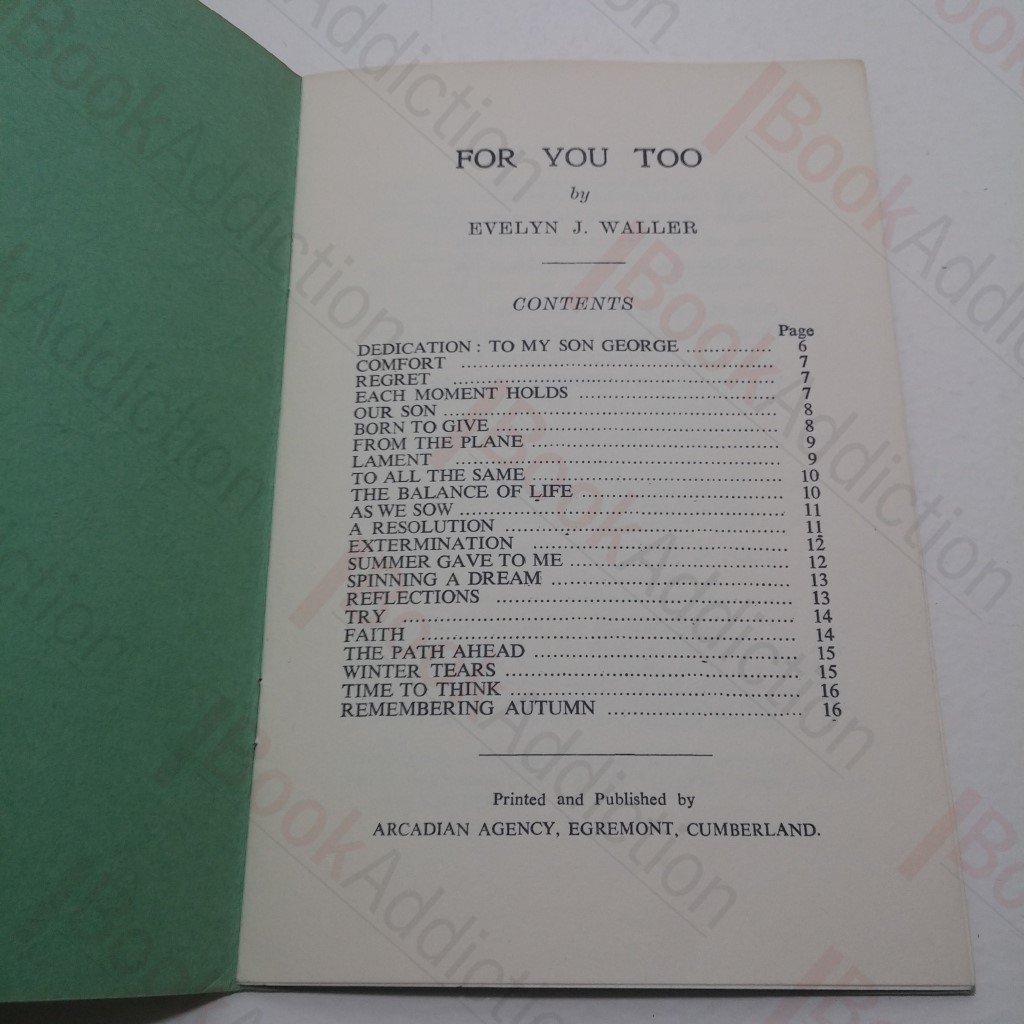 FOR YOU TOO
by
EVELYN J. WALLER
CONTENTS
Page
DEDICATION : TO MY SON GEORGE ............... 6
COMFORT ............... 7
REGRET ............... 7
EACH MOMENT HOLDS ............... 7
OUR SON ............... 8
BORN TO GIVE ............... 8
FROM THE PLANE ............... 9
LAMENT ............... 9
TO ALL THE SAME ............... 10
THE BALANCE OF LIFE ............... 10
AS WE SOW ............... 11
A RESOLUTION ............... 11
EXTERMINATION ............... 12
SUMMER GAVE TO ME ............... 12
SPINNING A DREAM ............... 13
REFLECTIONS ............... 13
TRY ............... 14
FAITH ............... 14
THE PATH AHEAD ............... 15
WINTER TEARS ............... 15
TIME TO THINK ............... 16
REMEMBERING AUTUMN ............... 16
Printed and Published by
ARCADIAN AGENCY, EGREMONT, CUMBERLAND.
BookAddiction